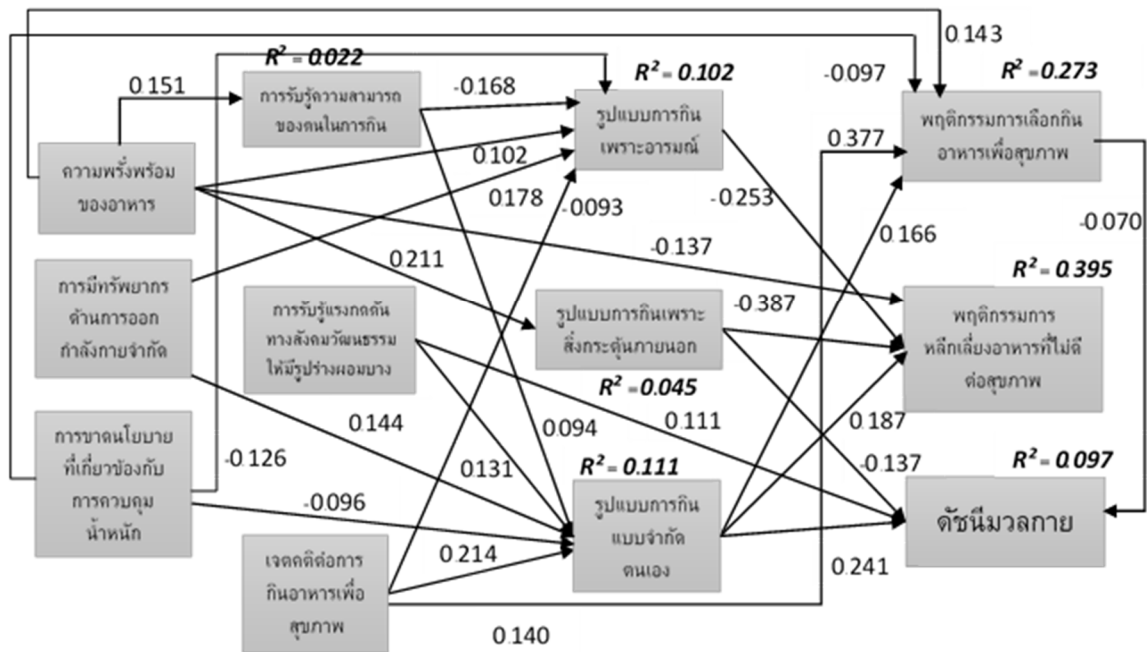 0.143
R² = 0.022
R² = 0.102
-0.097
R² = 0.273
0.151
การรับรู้ความสามารถ
ของตนในการกิน
-0.168
รูปแบบการกิน
เพราะอารมณ์
0.377
พฤติกรรมการเลือกกิน
อาหารเพื่อสุขภาพ
ความพรั่งพร้อม
ของอาหาร
0.102
0.178
-0.093
-0.253
0.166
-0.070
-0.137
0.211
R² = 0.395
การมีทรัพยากร
ด้านการออก
กำลังกายจำกัด
การรับรู้แรงกดดัน
ทางสังคมวัฒนธรรม
ให้มีรูปร่างผอมบาง
รูปแบบการกินเพราะ
สิ่งกระตุ้นภายนอก
-0.387
พฤติกรรมการ
หลีกเลี่ยงอาหารที่ไม่ดี
ต่อสุขภาพ
R² = 0.045
0.144
0.094
0.111
0.187
การขาดนโยบาย
ที่เกี่ยวข้องกับ
การควบคุม
น้ำหนัก
-0.126
0.131
R² = 0.111
-0.137
R² = 0.097
-0.096
รูปแบบการกิน
แบบจำกัด
ตนเอง
ดัชนีมวลกาย
เจตคติต่อการ
กินอาหารเพื่อ
สุขภาพ
0.214
0.241
0.140